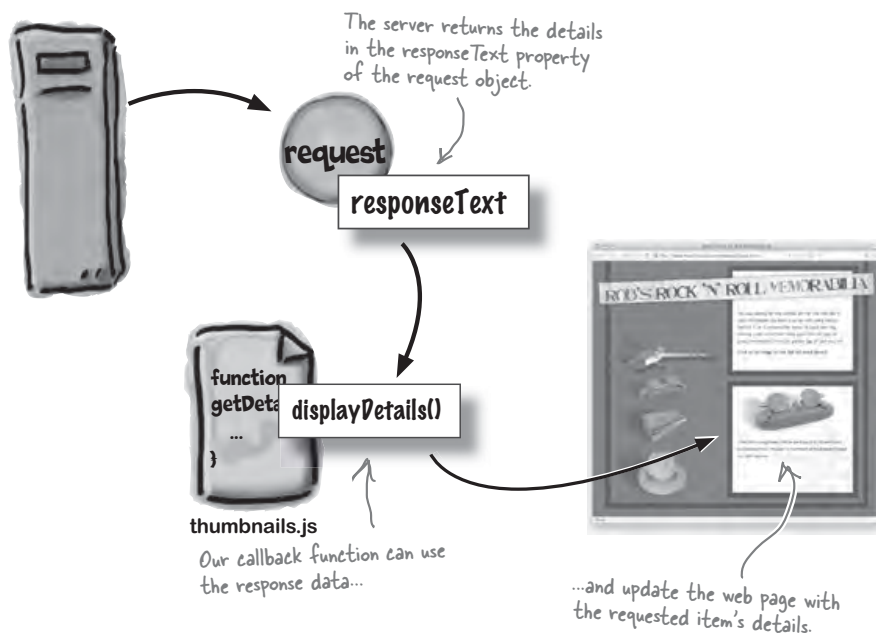 The server returns the details
in the responseText property
of the request object.
request
responseText
function
getDeta
...
}
displayDetails()
thumbnails.js
Our callback function can use
the response data...
ROB'S ROCK 'N' ROLL MEMORABILIA
...and update the web page with
the requested item's details.